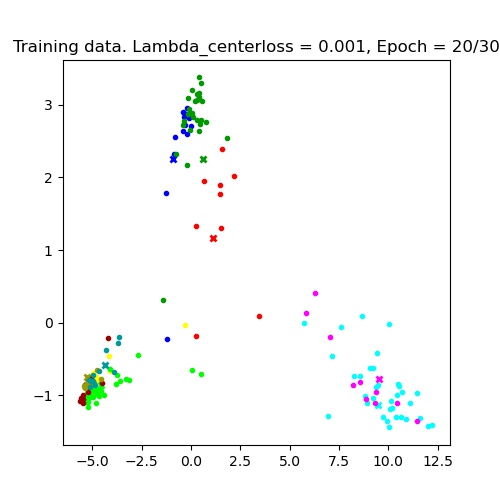 Training data. Lambda_centerloss = 0.001, Epoch = 20/30
3
2
1
0
−1
−5.0 −2.5 0.0 2.5 5.0 7.5 10.0 12.5